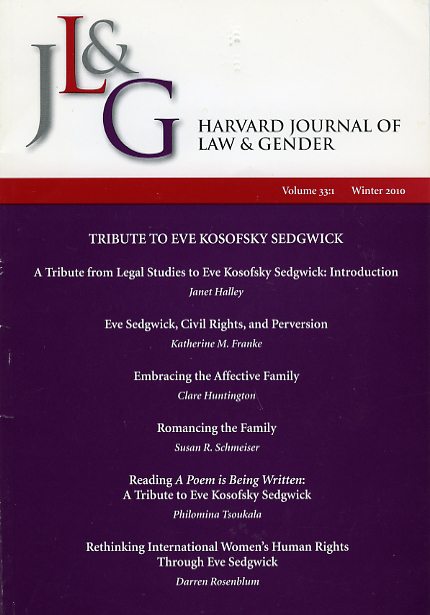 JL&G
HARVARD JOURNAL OF
LAW & GENDER
Volume 33:1 Winter 2010
TRIBUTE TO EVE KOSOFSKY SEDGWICK
A Tribute from Legal Studies to Eve Kosofsky Sedgwick: Introduction
Janet Halley
Eve Sedgwick, Civil Rights, and Perversion
Katherine M. Franke
Embracing the Affective Family
Clare Huntington
Romancing the Family
Susan R. Schmeiser
Reading A Poem is Being Written:
A Tribute to Eve Kosofsky Sedgwick
Philomina Tsoukala
Rethinking International Women's Human Rights
Through Eve Sedgwick
Darren Rosenblum